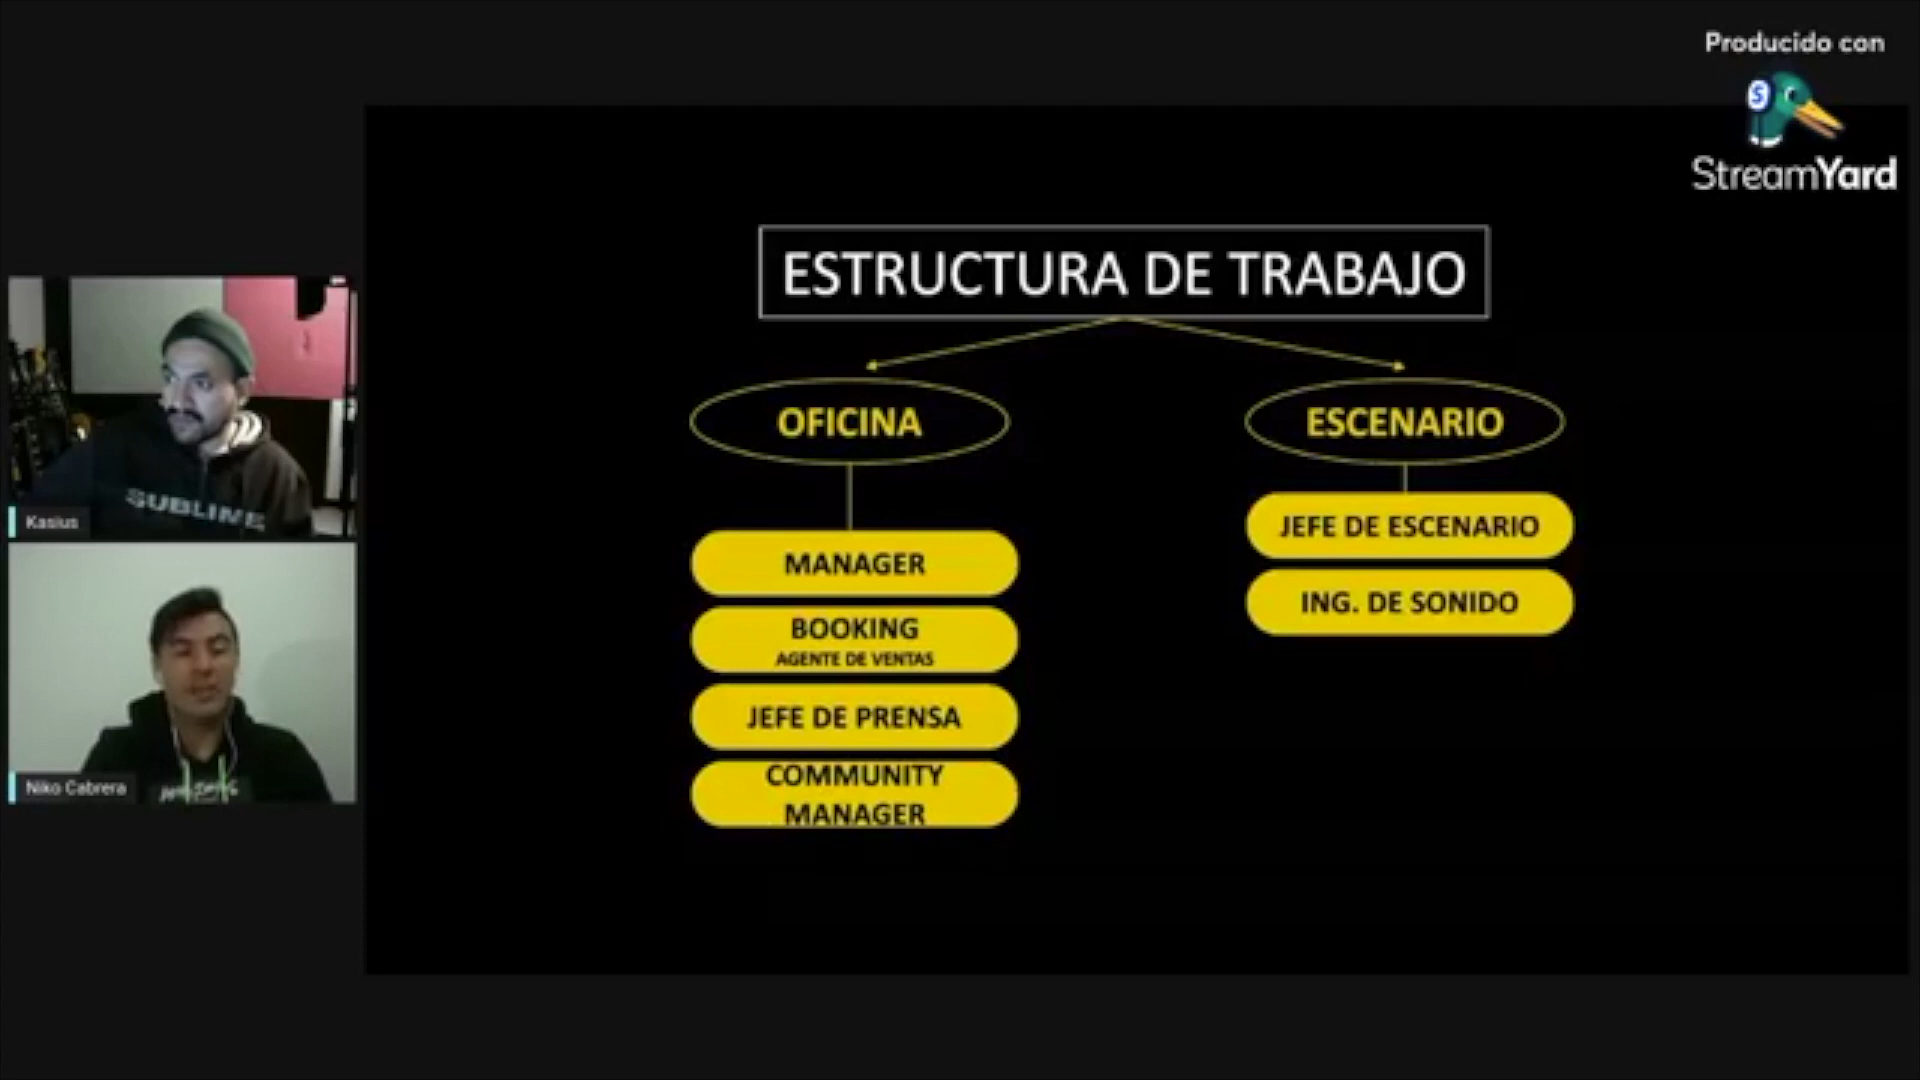 Producido con
StreamYard
ESTRUCTURA DE TRABAJO
OFICINA
MANAGER
BOOKING
AGENTE DE VENTAS
JEFE DE PRENSA
COMMUNITY
MANAGER
ESCENARIO
JEFE DE ESCENARIO
ING. DE SONIDO
SUBLIME
Kasius
Niko Cabrera